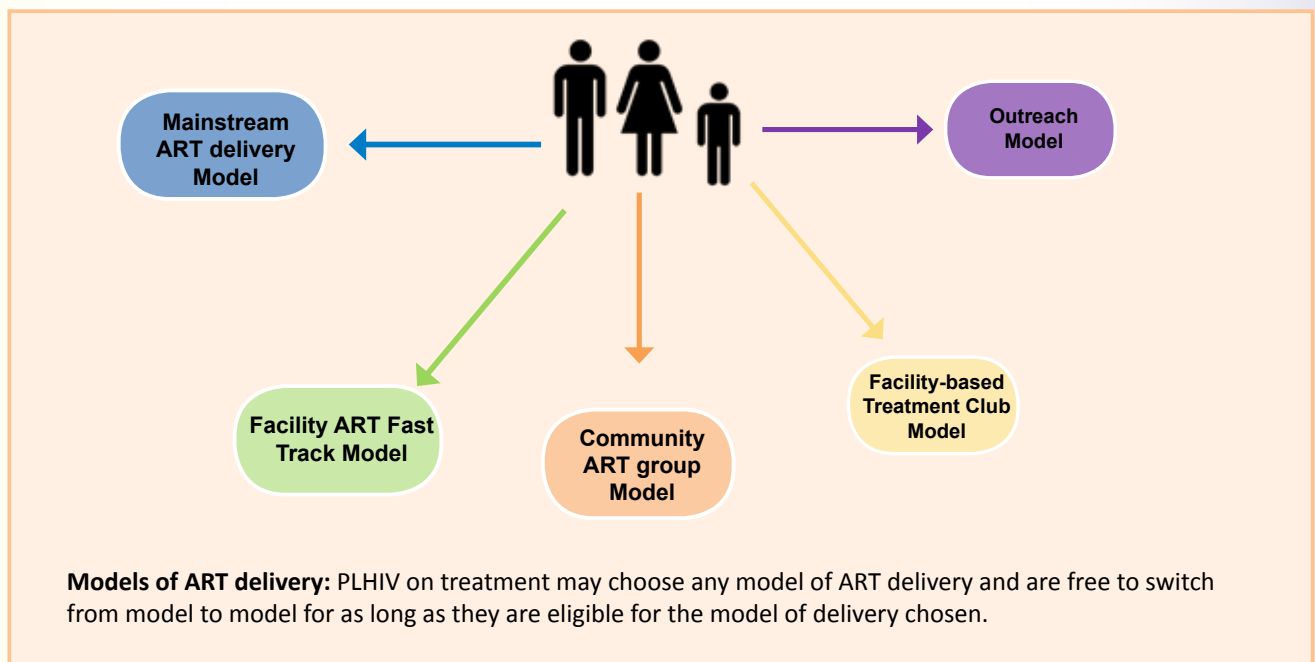 Mainstream
ART delivery
Model
Outreach
Model
Facility ART Fast
Track Model
Community
ART group
Model
Facility-based
Treatment Club
Model
Models of ART delivery: PLHIV on treatment may choose any model of ART delivery and are free to switch
from model to model for as long as they are eligible for the model of delivery chosen.